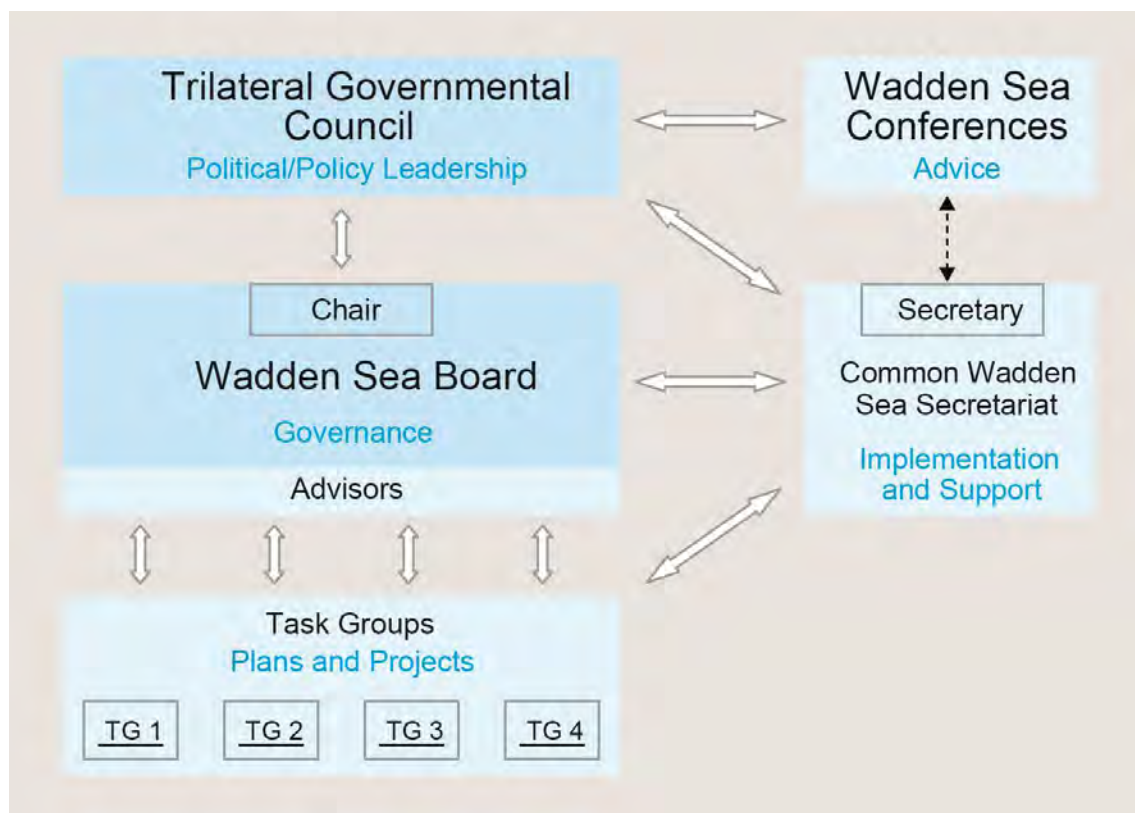 Trilateral Governmental
Council
Political/Policy Leadership
Wadden Sea
Conferences
Advice
Chair
Wadden Sea Board
Governance
Advisors
Secretary
Common Wadden
Sea Secretariat
Implementation
and Support
Task Groups
Plans and Projects
TG 1
TG 2
TG 3
TG 4